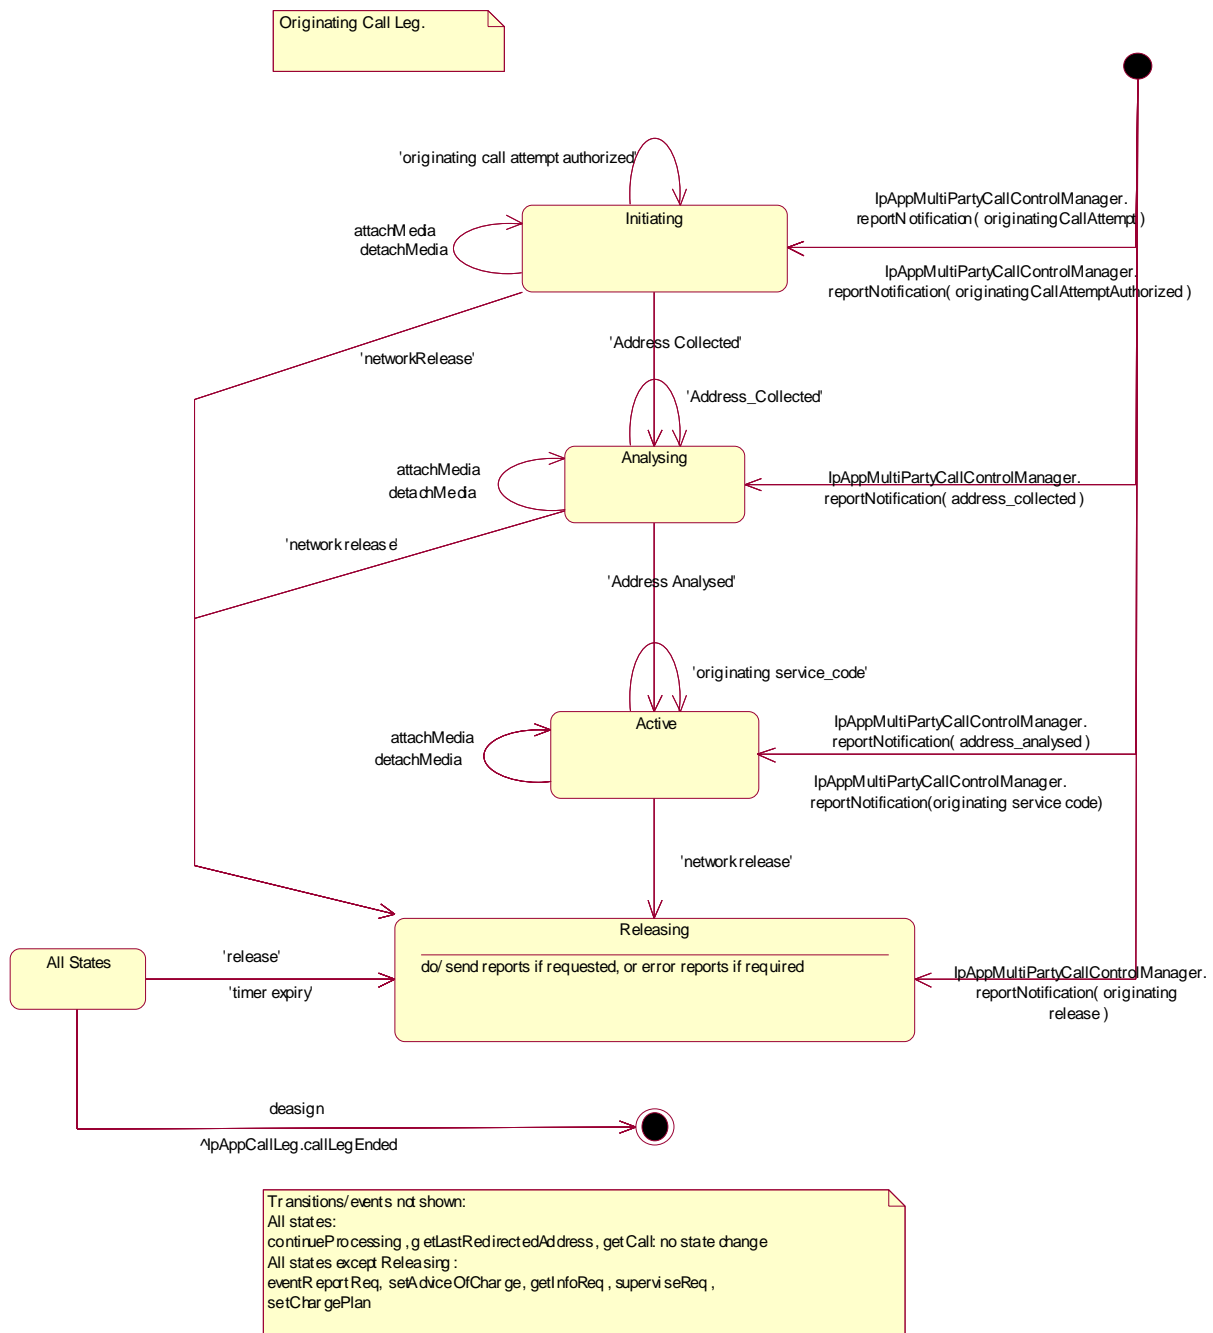 Originating Call Leg.
'originating call attempt authorized'
IpAppMultiPartyCallControlManager.
reportNotification( originatingCallAttempt )
Initiating
attachMedia
detachMedia
IpAppMultiPartyCallControlManager.
reportNotification( originatingCallAttemptAuthorized )
'Address Collected'
'networkRelease'
'Address_Collected'
Analysing
attachMedia
detachMedia
IpAppMultiPartyCallControlManager.
reportNotification( address_collected )
'network release'
'Address Analysed'
'originating service_code'
Active
attachMedia
detachMedia
IpAppMultiPartyCallControlManager.
reportNotification( address_analysed )
IpAppMultiPartyCallControlManager.
reportNotification(originating service code)
'network release'
Releasing
do/ send reports if requested, or error reports if required
All States
'release'
'timer expiry'
IpAppMultiPartyCallControlManager.
reportNotification( originating
release )
deasign
^IpAppCallLeg.callLegEnded
Transitions/events not shown:
All states:
continueProcessing, getLastRedirectedAddress, getCall: no state change
All states except Releasing :
eventReportReq, setAdviceOfCharge, getInfoReq, superviseReq,
setChargePlan